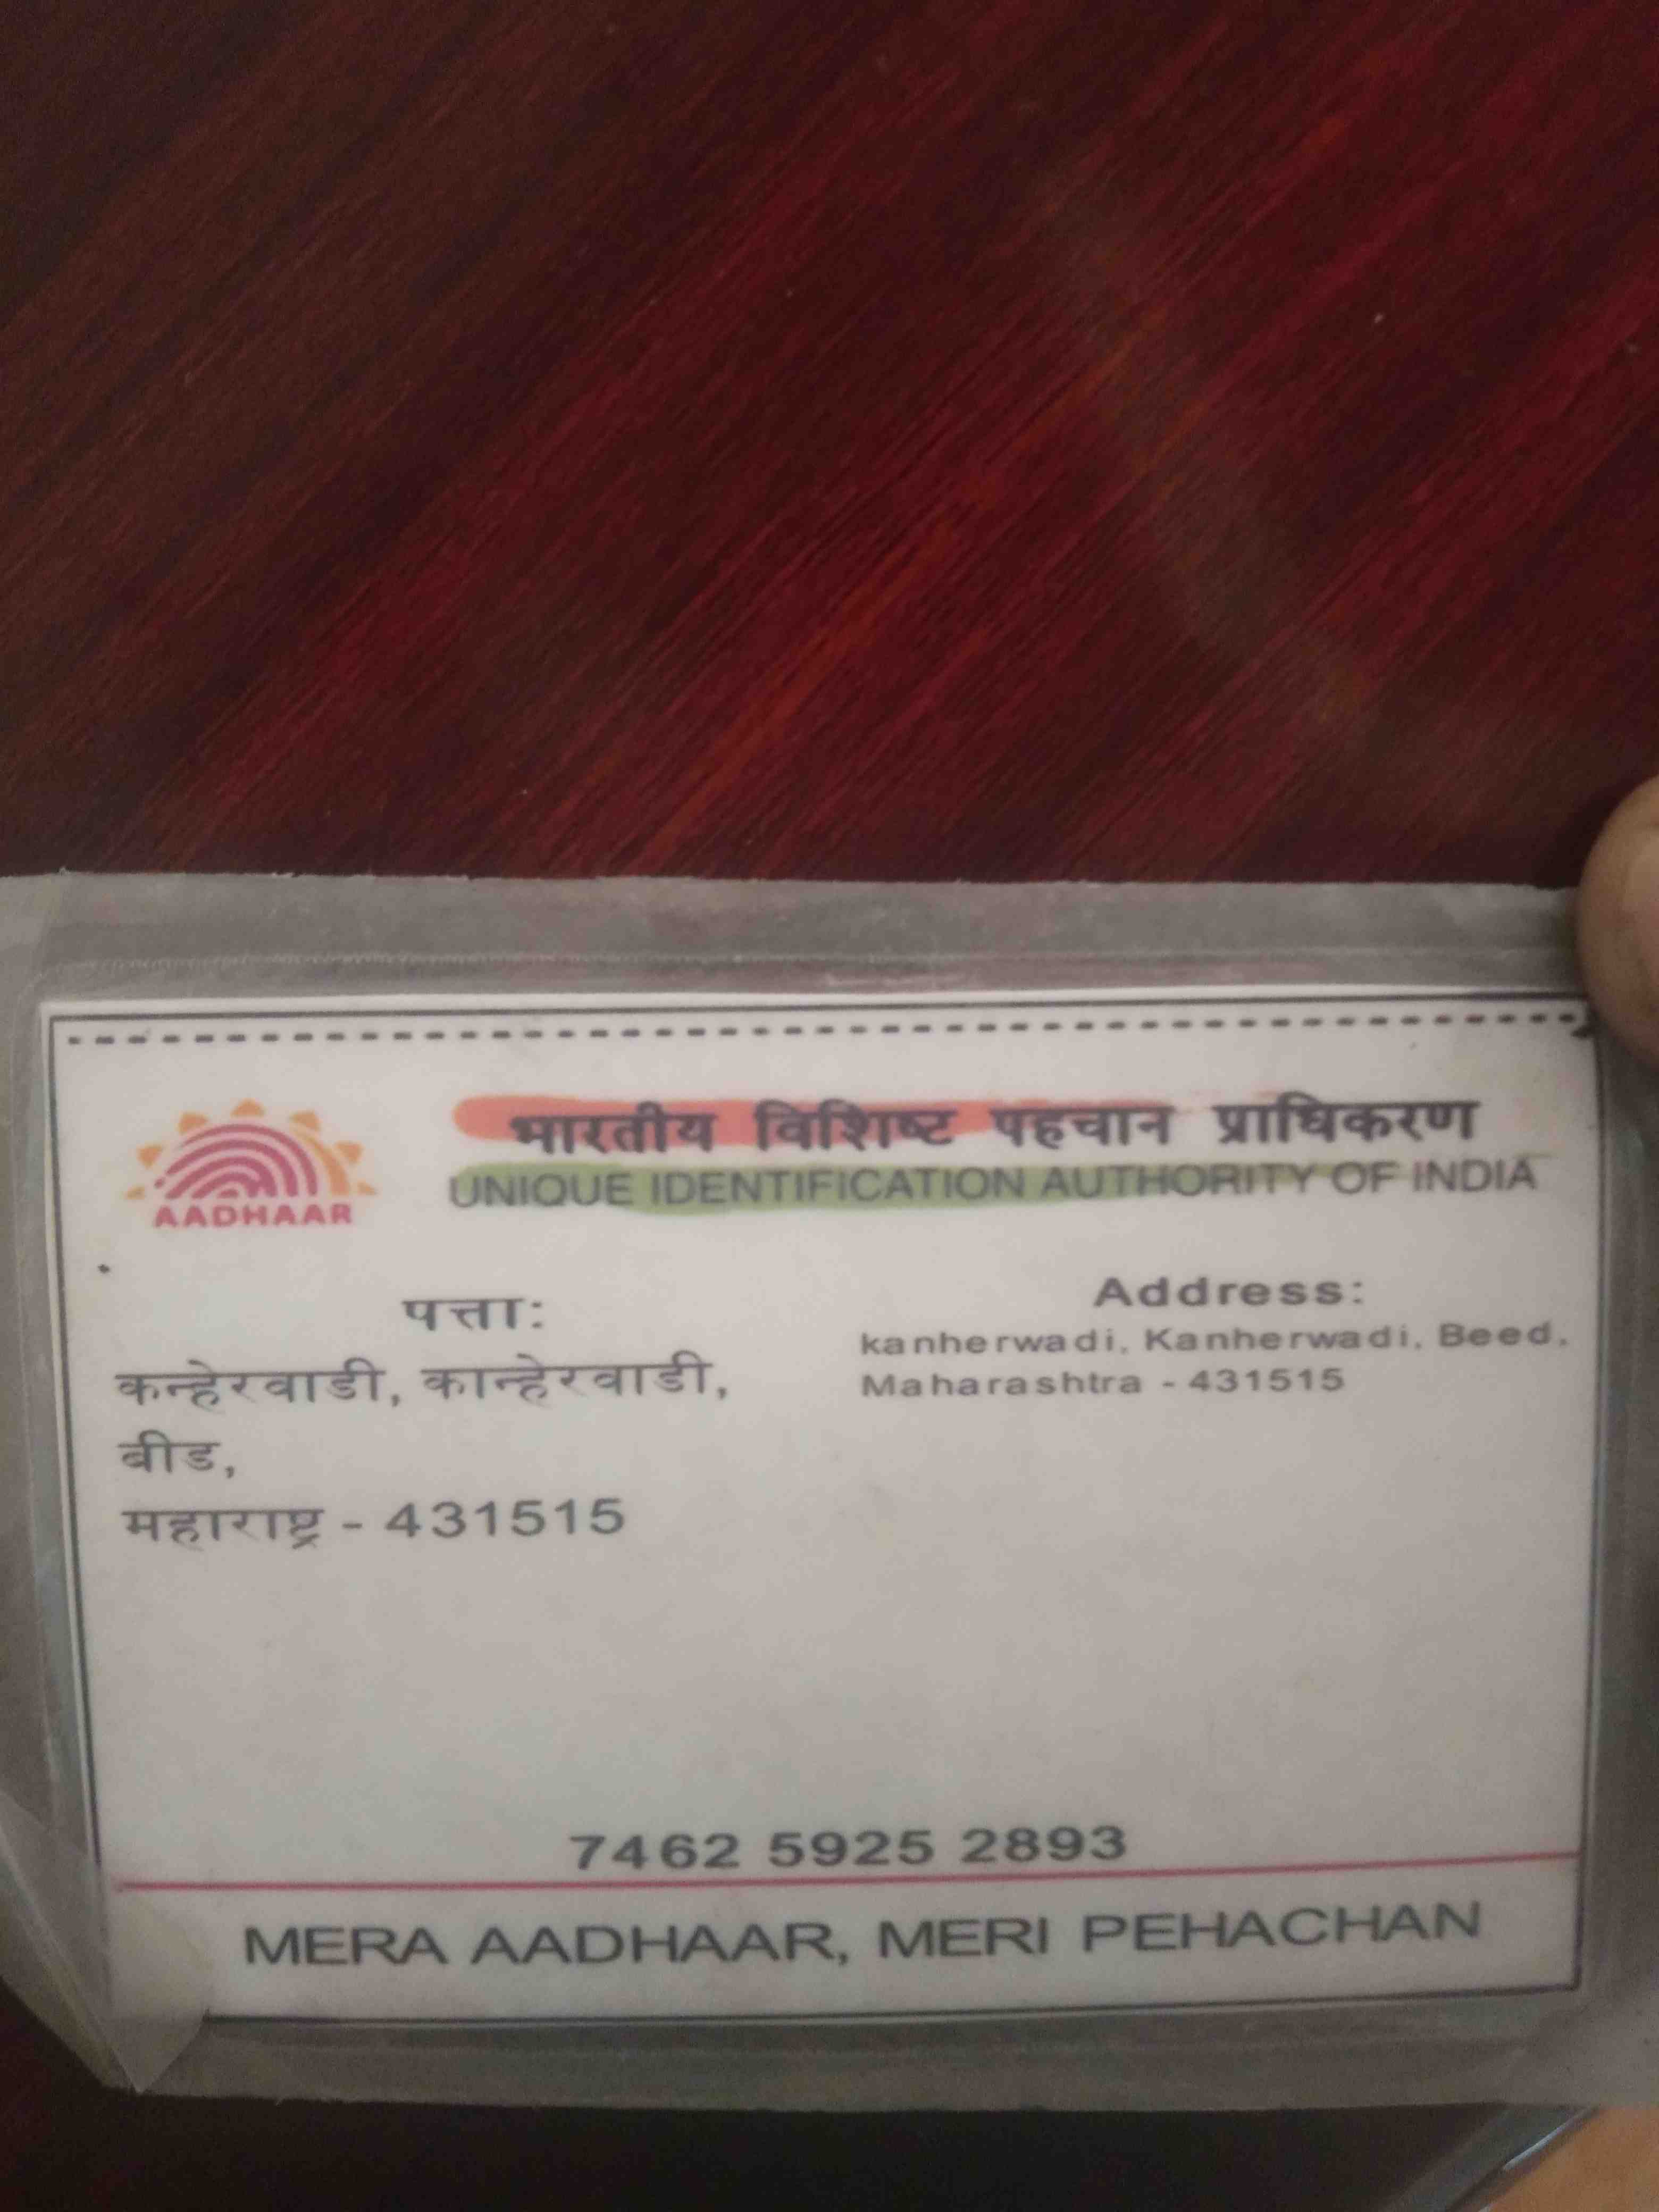 भारतीय विशिष्ट पहचान प्राधिकरण
UNIQUE IDENTIFICATION AUTHORITY OF INDIA
AADHAAR
पत्ता:
कन्हेरवाडी, कान्हेरवाडी,
बीड,
महाराष्ट्र - 431515
Address:
kanherwadi, Kanherwadi, Beed,
Maharashtra - 431515
7462 5925 2893
MERA AADHAAR, MERI PEHACHAN